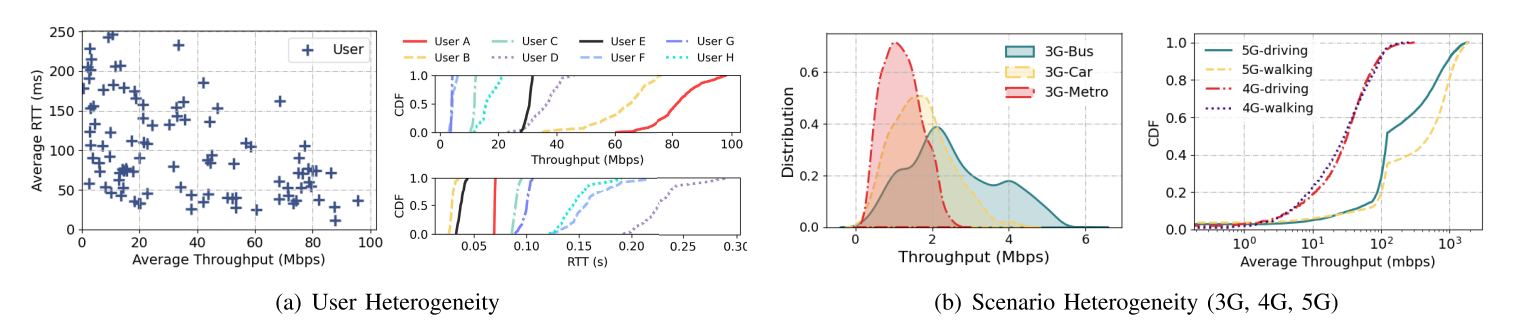 250
200
150
100
50
0
Average RTT (ms)
User
0 20 40 60 80 100
Average Throughput (Mbps)
User A User C User E User G
User B User D User F User H
1.0
0.5
0.0
CDF
0 20 40 60 80 100
Throughput (Mbps)
1.0
0.5
0.0
CDF
0.05 0.10 0.15 0.20 0.25 0.30
RTT (s)
(a) User Heterogeneity
0.6
0.4
0.2
0.0
Distribution
3G-Bus
3G-Car
3G-Metro
0 2 4 6
Throughput (Mbps)
1.0
0.8
0.6
0.4
0.2
0.0
CDF
5G-driving
5G-walking
4G-driving
4G-walking
10⁰ 10¹ 10² 10³
Average Throughput (mbps)
(b) Scenario Heterogeneity (3G, 4G, 5G)